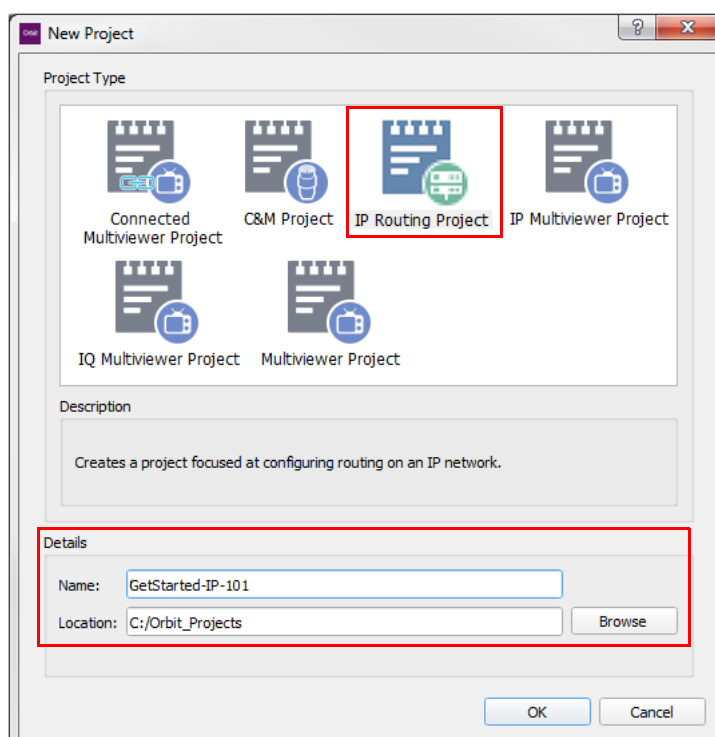 Orbit New Project
Project Type
Connected
Multiviewer Project
C&M Project
IP Routing Project
IP Multiviewer Project
IQ Multiviewer Project
Multiviewer Project
Description
Creates a project focused at configuring routing on an IP network.
Details
Name: GetStarted-IP-101
Location: C:/Orbit_Projects Browse
OK Cancel